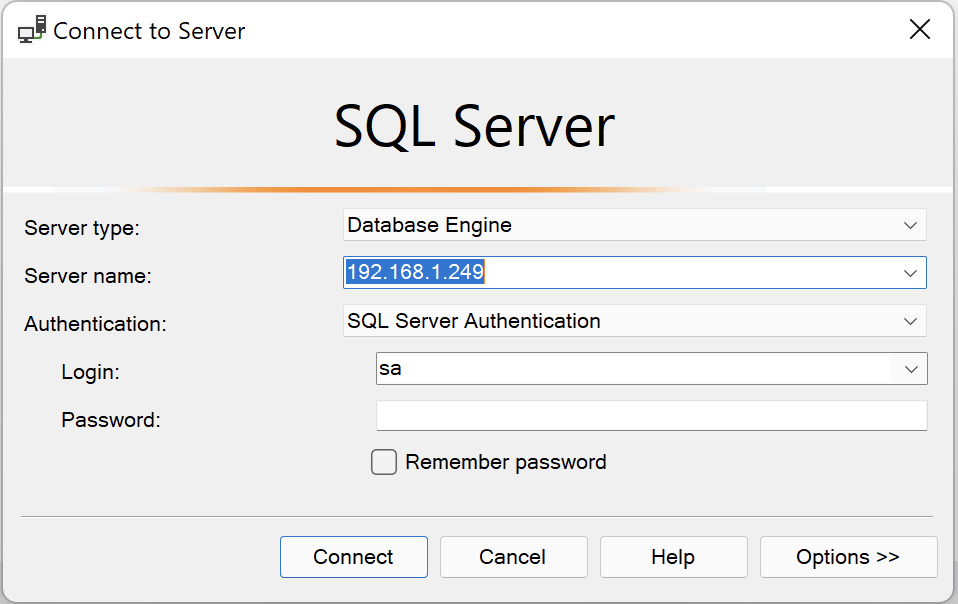 Connect to Server
SQL Server
Server type: Database Engine
Server name: 192.168.1.249
Authentication: SQL Server Authentication
Login: sa
Password:
Remember password
Connect Cancel Help Options >>